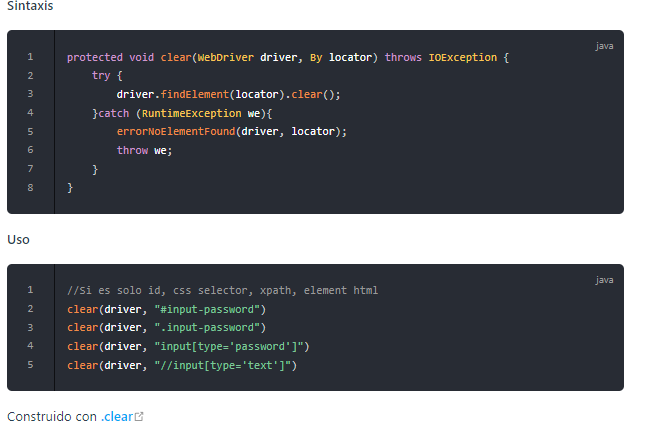 Sintaxis
java
1 protected void clear(WebDriver driver, By locator) throws IOException {
2 try {
3 driver.findElement(locator).clear();
4 }catch (RuntimeException we){
5 errorNoElementFound(driver, locator);
6 throw we;
7 }
8 }
Uso
java
1 //Si es solo id, css selector, xpath, element html
2 clear(driver, "#input-password")
3 clear(driver, ".input-password")
4 clear(driver, "input[type='password']")
5 clear(driver, "//input[type='text']")
Construido con .clear